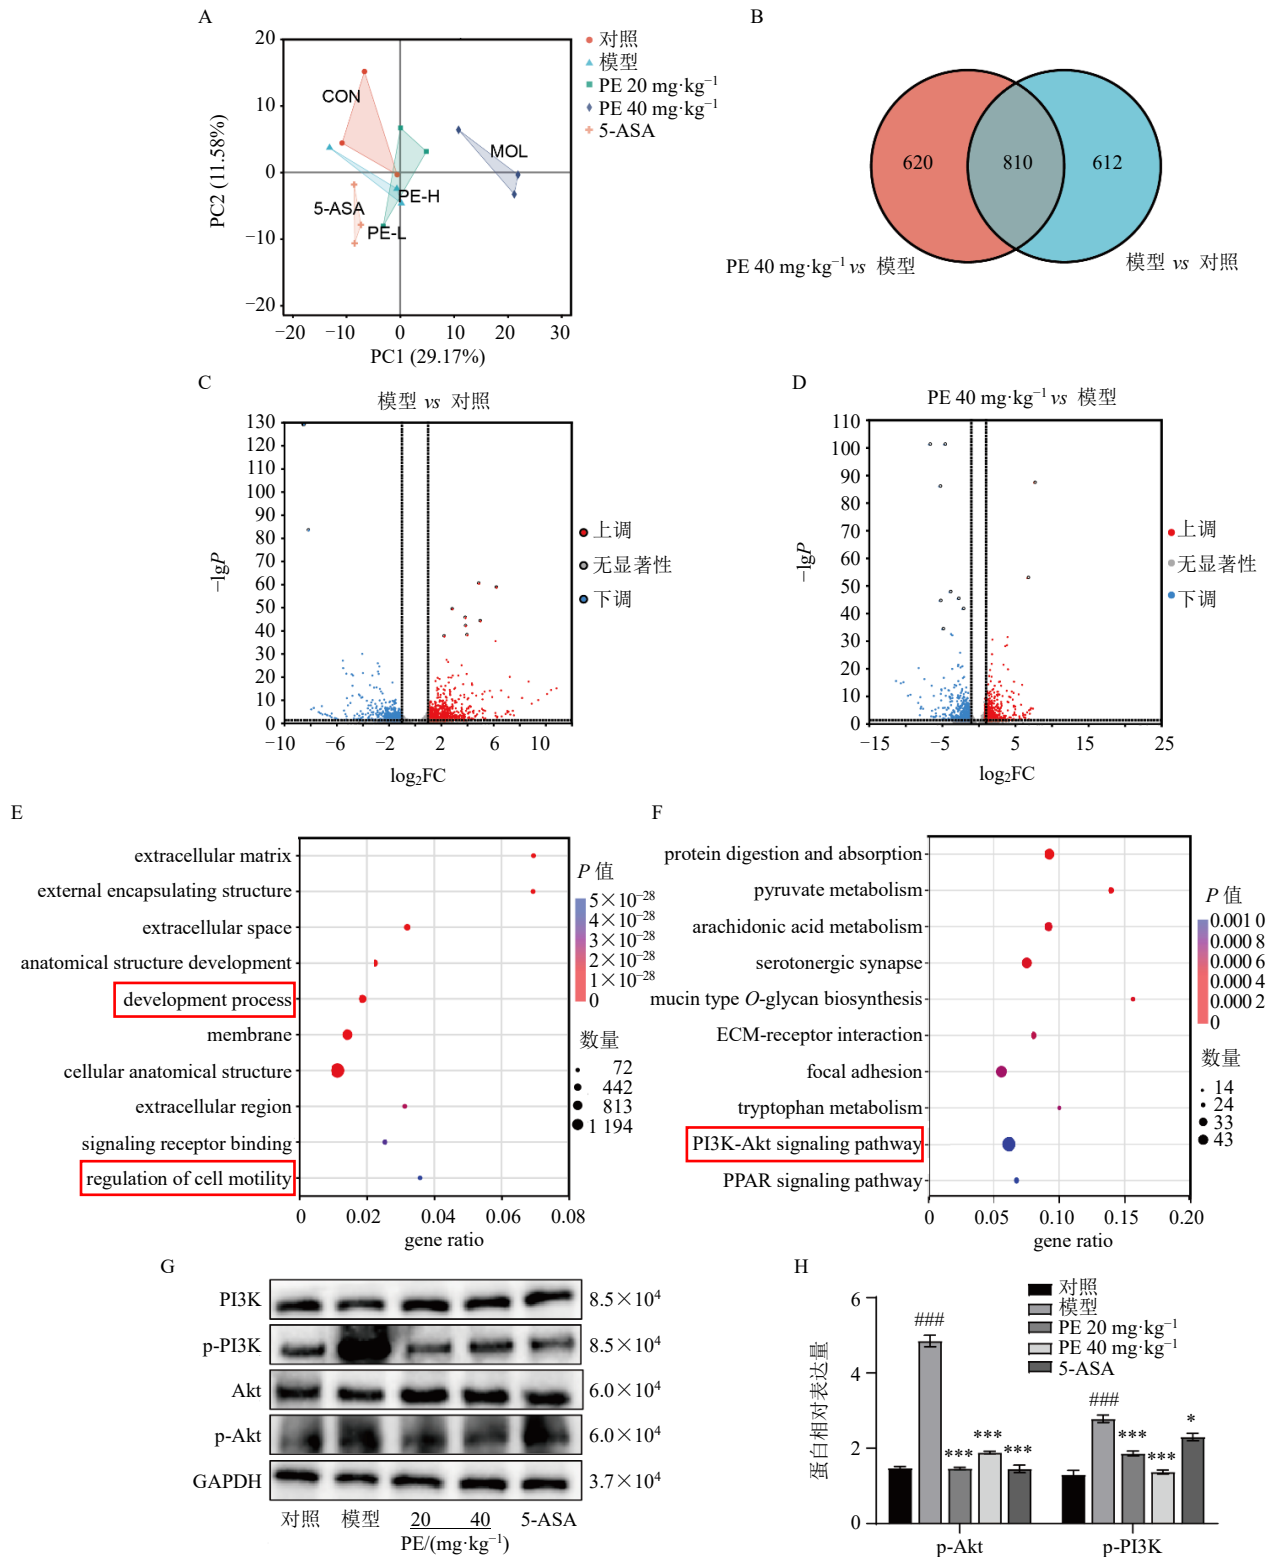 A
20
10
0
−10
−20
−20
−10
0
10
20
30
PC2 (11.58%)
PC1 (29.17%)
CON
MOL
PE-H
5-ASA
PE-L
对照
模型
PE 20 mg·kg⁻¹
PE 40 mg·kg⁻¹
5-ASA
B
620
810
612
PE 40 mg·kg⁻¹ vs 模型
模型 vs 对照
C
模型 vs 对照
130
120
110
100
90
80
70
60
50
40
30
20
10
0
−10
−6
−2
2
6
10
−lgP
log₂FC
上调
无显著性
下调
D
PE 40 mg·kg⁻¹ vs 模型
110
100
90
80
70
60
50
40
30
20
10
0
−15
−5
5
15
25
−lgP
log₂FC
上调
无显著性
下调
E
extracellular matrix
external encapsulating structure
extracellular space
anatomical structure development
development process
membrane
cellular anatomical structure
extracellular region
signaling receptor binding
regulation of cell motility
0
0.02
0.04
0.06
0.08
gene ratio
P 值
5×10⁻²⁸
4×10⁻²⁸
3×10⁻²⁸
2×10⁻²⁸
1×10⁻²⁸
0
数量
72
442
813
1 194
F
protein digestion and absorption
pyruvate metabolism
arachidonic acid metabolism
serotonergic synapse
mucin type O-glycan biosynthesis
ECM-receptor interaction
focal adhesion
tryptophan metabolism
PI3K-Akt signaling pathway
PPAR signaling pathway
0
0.05
0.10
0.15
0.20
gene ratio
P 值
0.001 0
0.000 8
0.000 6
0.000 4
0.000 2
0
数量
14
24
33
43
G
PI3K
8.5×10⁴
p-PI3K
8.5×10⁴
Akt
6.0×10⁴
p-Akt
6.0×10⁴
GAPDH
3.7×10⁴
对照
模型
20
40
5-ASA
PE/(mg·kg⁻¹)
H
对照
模型
PE 20 mg·kg⁻¹
PE 40 mg·kg⁻¹
5-ASA
6
4
2
0
蛋白相对表达量
###
***
***
***
###
***
***
*
p-Akt
p-PI3K